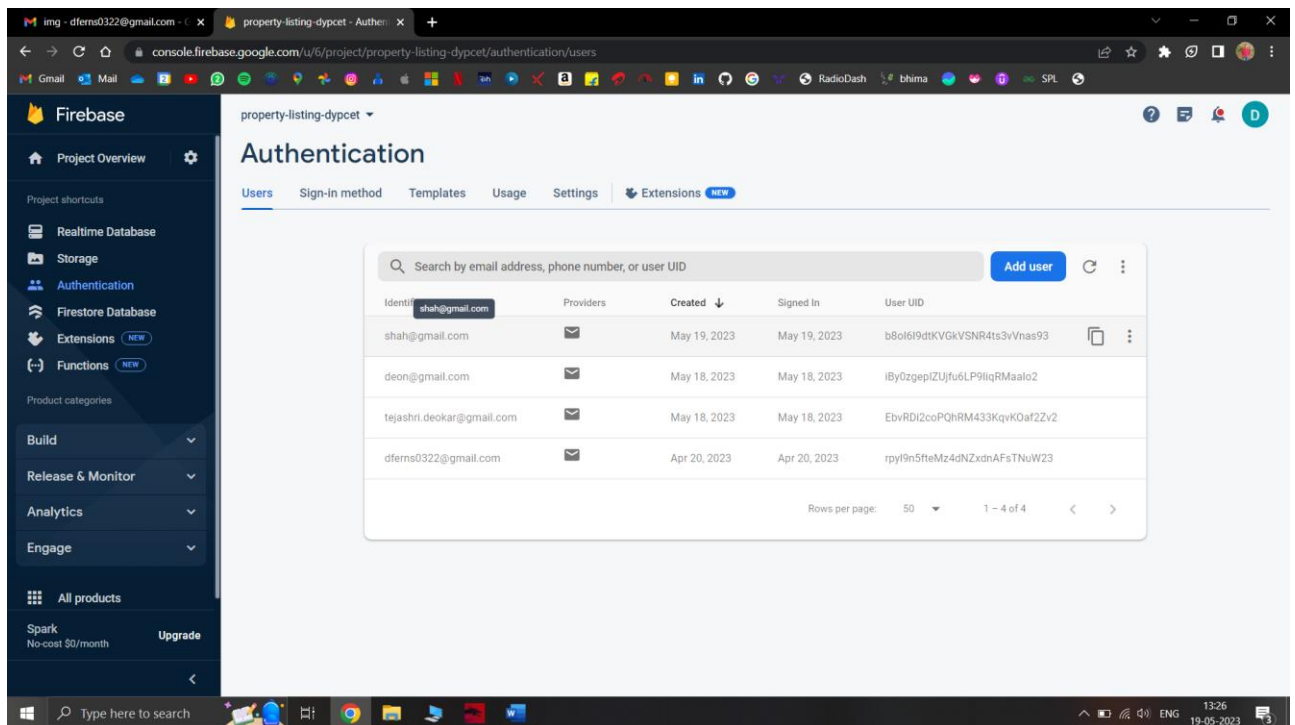 img - dferns0322@gmail.com - G
property-listing-dypcet - Authen
console.firebase.google.com/u/6/project/property-listing-dypcet/authentication/users
Gmail Mail RadioDash bhima SPL
Firebase
property-listing-dypcet
D
Project Overview
Authentication
Users Sign-in method Templates Usage Settings Extensions NEW
Project shortcuts
Realtime Database
Storage
Authentication
Firestore Database
Extensions NEW
Functions NEW
Product categories
Build
Release & Monitor
Analytics
Engage
All products
Spark
No-cost $0/month
Upgrade
Search by email address, phone number, or user UID
Add user
Identif Providers Created Signed In User UID
shah@gmail.com
shah@gmail.com May 19, 2023 May 19, 2023
deon@gmail.com May 18, 2023 May 18, 2023
tejashri.deokar@gmail.com May 18, 2023 May 18, 2023 EbvRDi2coPQhRM433KqvKOaf2Zv2
dferns0322@gmail.com Apr 20, 2023 Apr 20, 2023
Rows per page: 50 1 – 4 of 4
Type here to search
ENG
13:26
19-05-2023
3